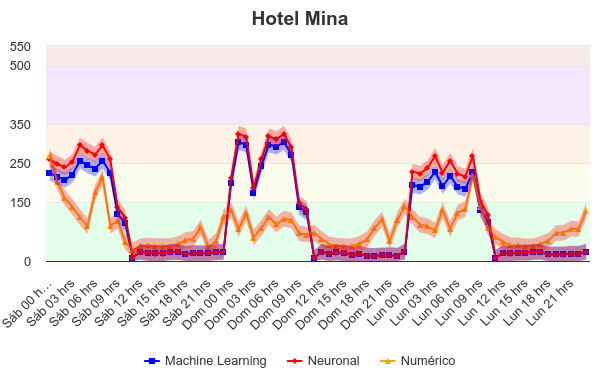 Hotel Mina
550
500
350
250
150
0
Sáb 00 h…
Sáb 03 hrs
Sáb 06 hrs
Sáb 09 hrs
Sáb 12 hrs
Sáb 15 hrs
Sáb 18 hrs
Sáb 21 hrs
Dom 00 hrs
Dom 03 hrs
Dom 06 hrs
Dom 09 hrs
Dom 12 hrs
Dom 15 hrs
Dom 18 hrs
Dom 21 hrs
Lun 00 hrs
Lun 03 hrs
Lun 06 hrs
Lun 09 hrs
Lun 12 hrs
Lun 15 hrs
Lun 18 hrs
Lun 21 hrs
Machine Learning Neuronal Numérico